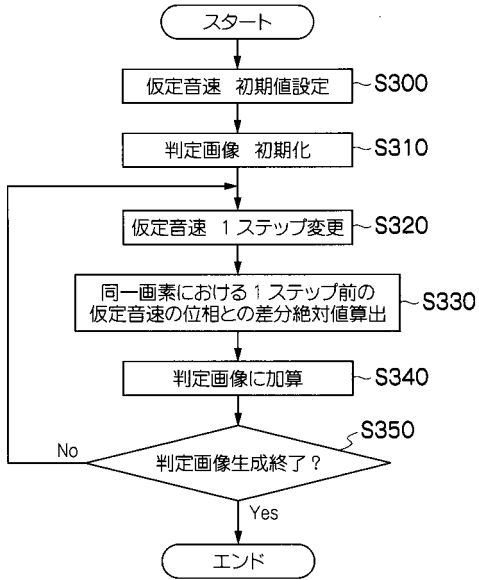 スタート
仮定音速 初期値設定
S300
判定画像 初期化
S310
仮定音速 1ステップ変更
S320
同一画素における1ステップ前の
仮定音速の位相との差分絶対値算出
S330
判定画像に加算
S340
判定画像生成終了?
S350
No
Yes
エンド